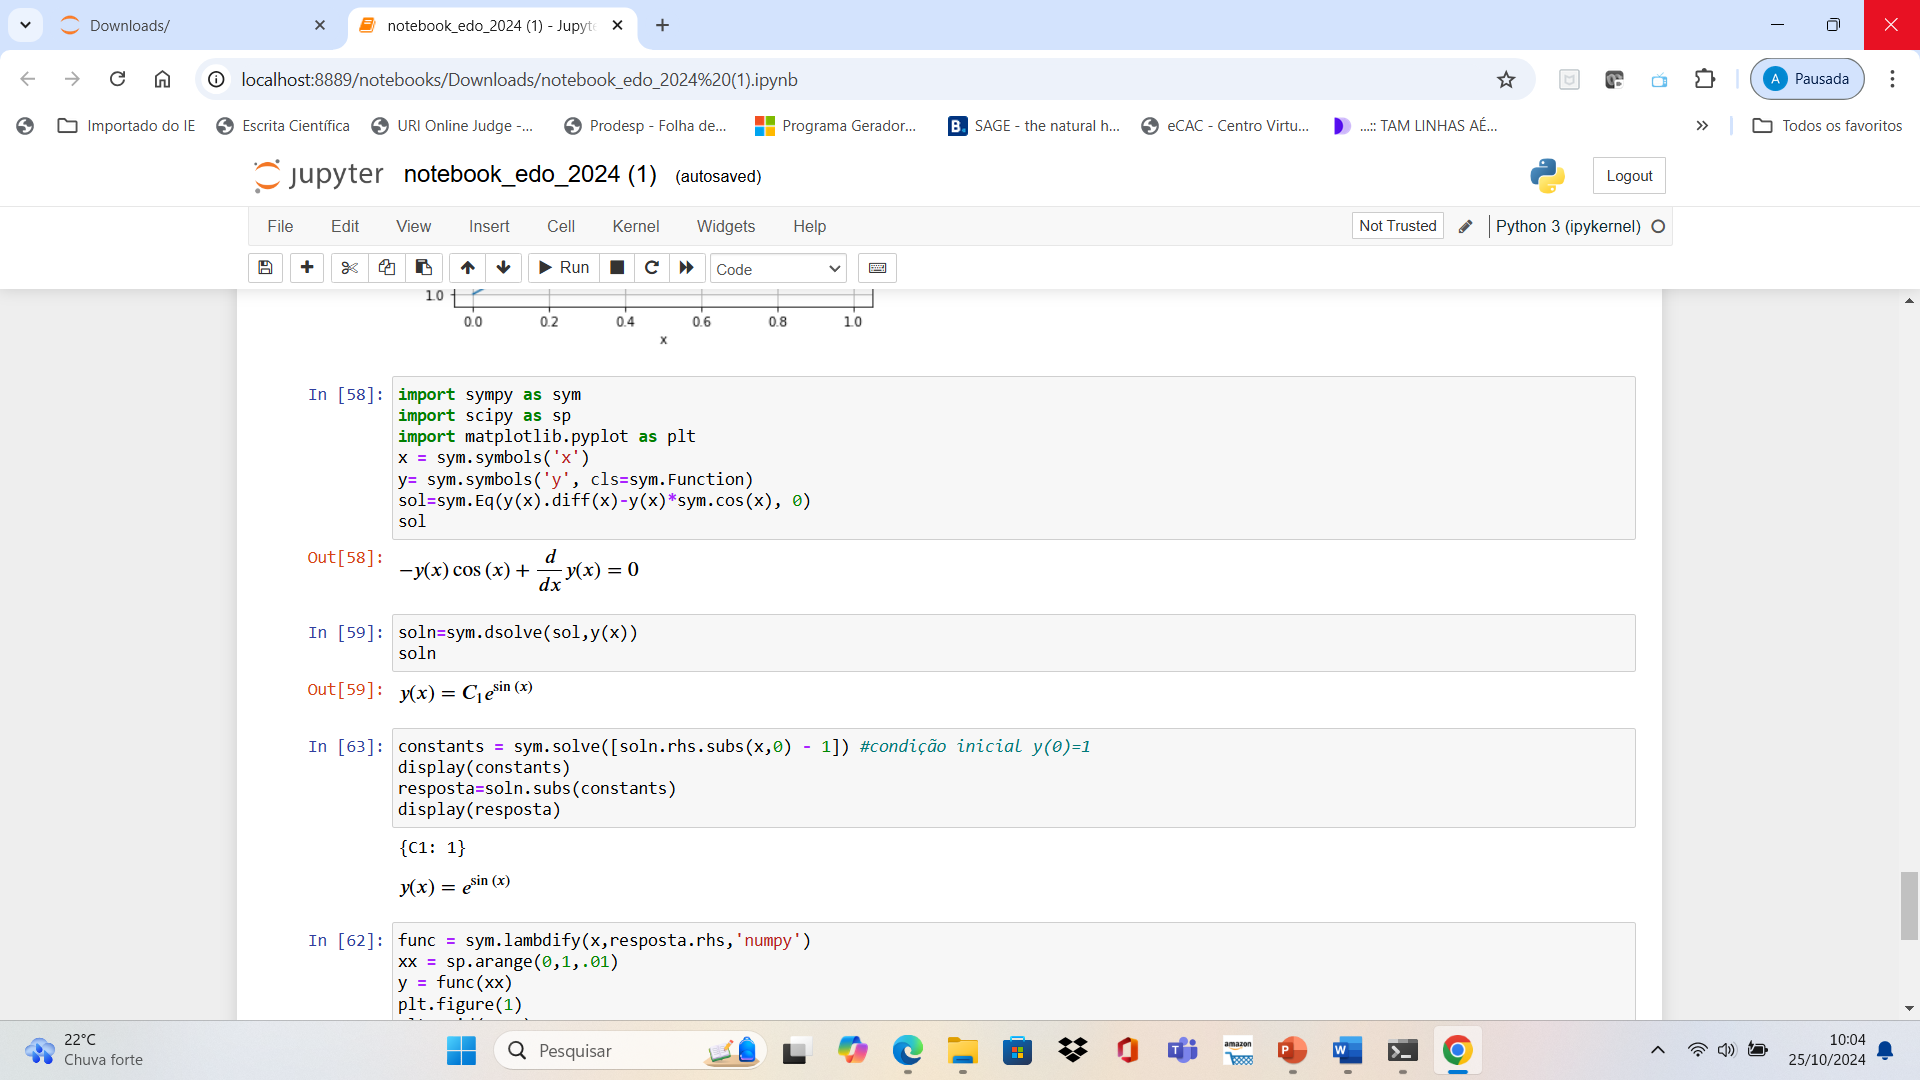 Downloads/
notebook_edo_2024 (1) - Jupyte
localhost:8889/notebooks/Downloads/notebook_edo_2024%20(1).ipynb
A Pausada
Importado do IE
Escrita Científica
URI Online Judge -...
Prodesp - Folha de...
Programa Gerador...
B. SAGE - the natural h...
eCAC - Centro Virtu...
...:: TAM LINHAS AÉ...
Todos os favoritos
jupyter notebook_edo_2024 (1) (autosaved)
Logout
File Edit View Insert Cell Kernel Widgets Help
Not Trusted
Python 3 (ipykernel)
Run
Code
1.0
0.0 0.2 0.4 0.6 0.8 1.0
x
In [58]: import sympy as sym
import scipy as sp
import matplotlib.pyplot as plt
x = sym.symbols('x')
y= sym.symbols('y', cls=sym.Function)
sol=sym.Eq(y(x).diff(x)-y(x)*sym.cos(x), 0)
sol
Out[58]: −y(x) cos (x) + d/dx y(x) = 0
In [59]: soln=sym.dsolve(sol,y(x))
soln
Out[59]: y(x) = C₁e^sin (x)
In [63]: constants = sym.solve([soln.rhs.subs(x,0) - 1]) #condição inicial y(0)=1
display(constants)
resposta=soln.subs(constants)
display(resposta)
{C1: 1}
y(x) = e^sin (x)
In [62]: func = sym.lambdify(x,resposta.rhs,'numpy')
xx = sp.arange(0,1,.01)
y = func(xx)
plt.figure(1)
22°C
Chuva forte
Pesquisar
amazon
10:04
25/10/2024